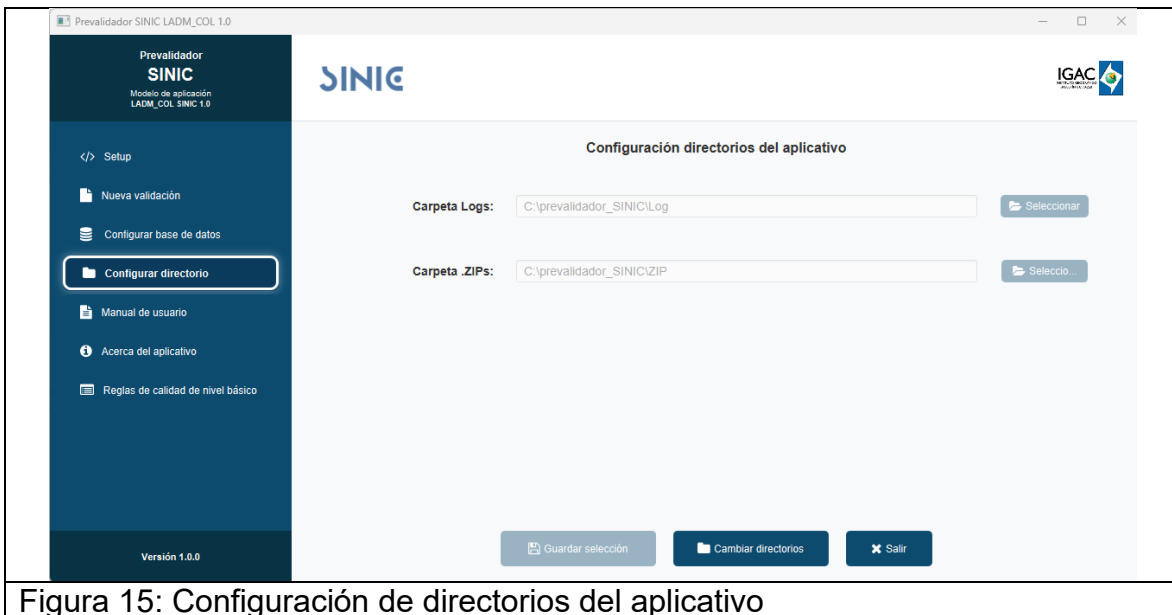 Prevalidador SINIC LADM_COL 1.0
Prevalidador
SINIC
Modelo de aplicación
LADM_COL SINIC 1.0
SINIC
IGAC
</> Setup
Nueva validación
Configurar base de datos
Configurar directorio
Manual de usuario
Acerca del aplicativo
Reglas de calidad de nivel básico
Versión 1.0.0
Configuración directorios del aplicativo
Carpeta Logs: C:\prevalidador_SINIC\Log Seleccionar
Carpeta .ZIPs: C:\prevalidador_SINIC\ZIP Seleccio...
Guardar selección Cambiar directorios Salir
Figura 15: Configuración de directorios del aplicativo